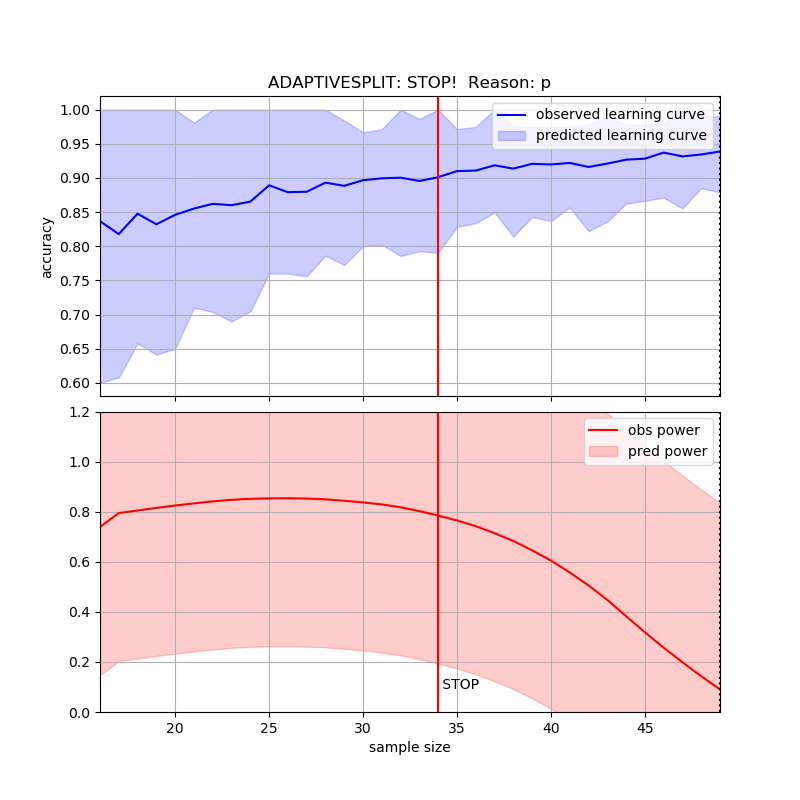 ADAPTIVESPLIT: STOP!  Reason: p
1.00
0.95
0.90
0.85
0.80
0.75
0.70
0.65
0.60
accuracy
observed learning curve
predicted learning curve
1.2
1.0
0.8
0.6
0.4
0.2
0.0
obs power
pred power
STOP
20 25 30 35 40 45
sample size